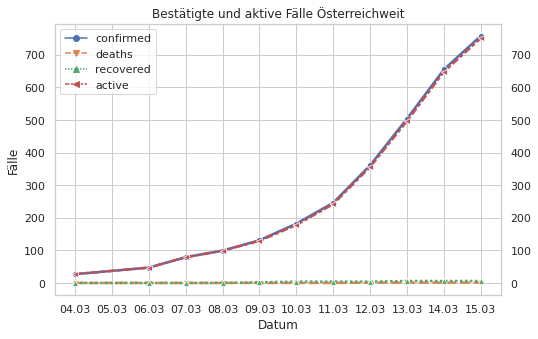 Bestätigte und aktive Fälle Österreichweit
confirmed
deaths
recovered
active
Fälle
700
600
500
400
300
200
100
0
700
600
500
400
300
200
100
0
04.03 05.03 06.03 07.03 08.03 09.03 10.03 11.03 12.03 13.03 14.03 15.03
Datum